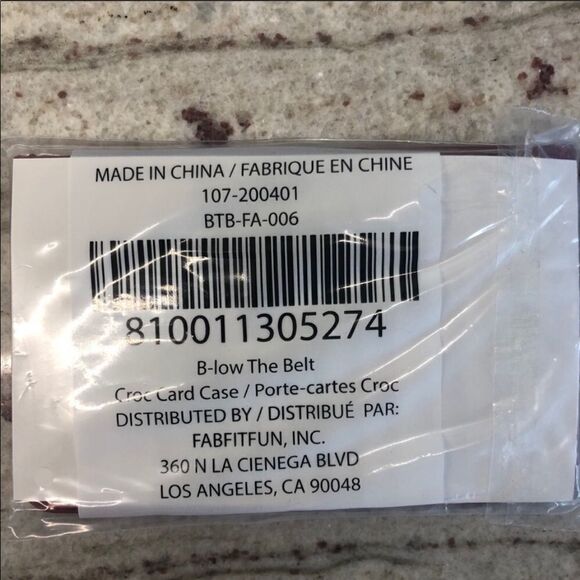 MADE IN CHINA / FABRIQUE EN CHINE
107-200401
BTB-FA-006
810011305274
B-low The Belt
Croc Card Case / Porte-cartes Croc
DISTRIBUTED BY / DISTRIBUÉ PAR:
FABFITFUN, INC.
360 N LA CIENEGA BLVD
LOS ANGELES, CA 90048